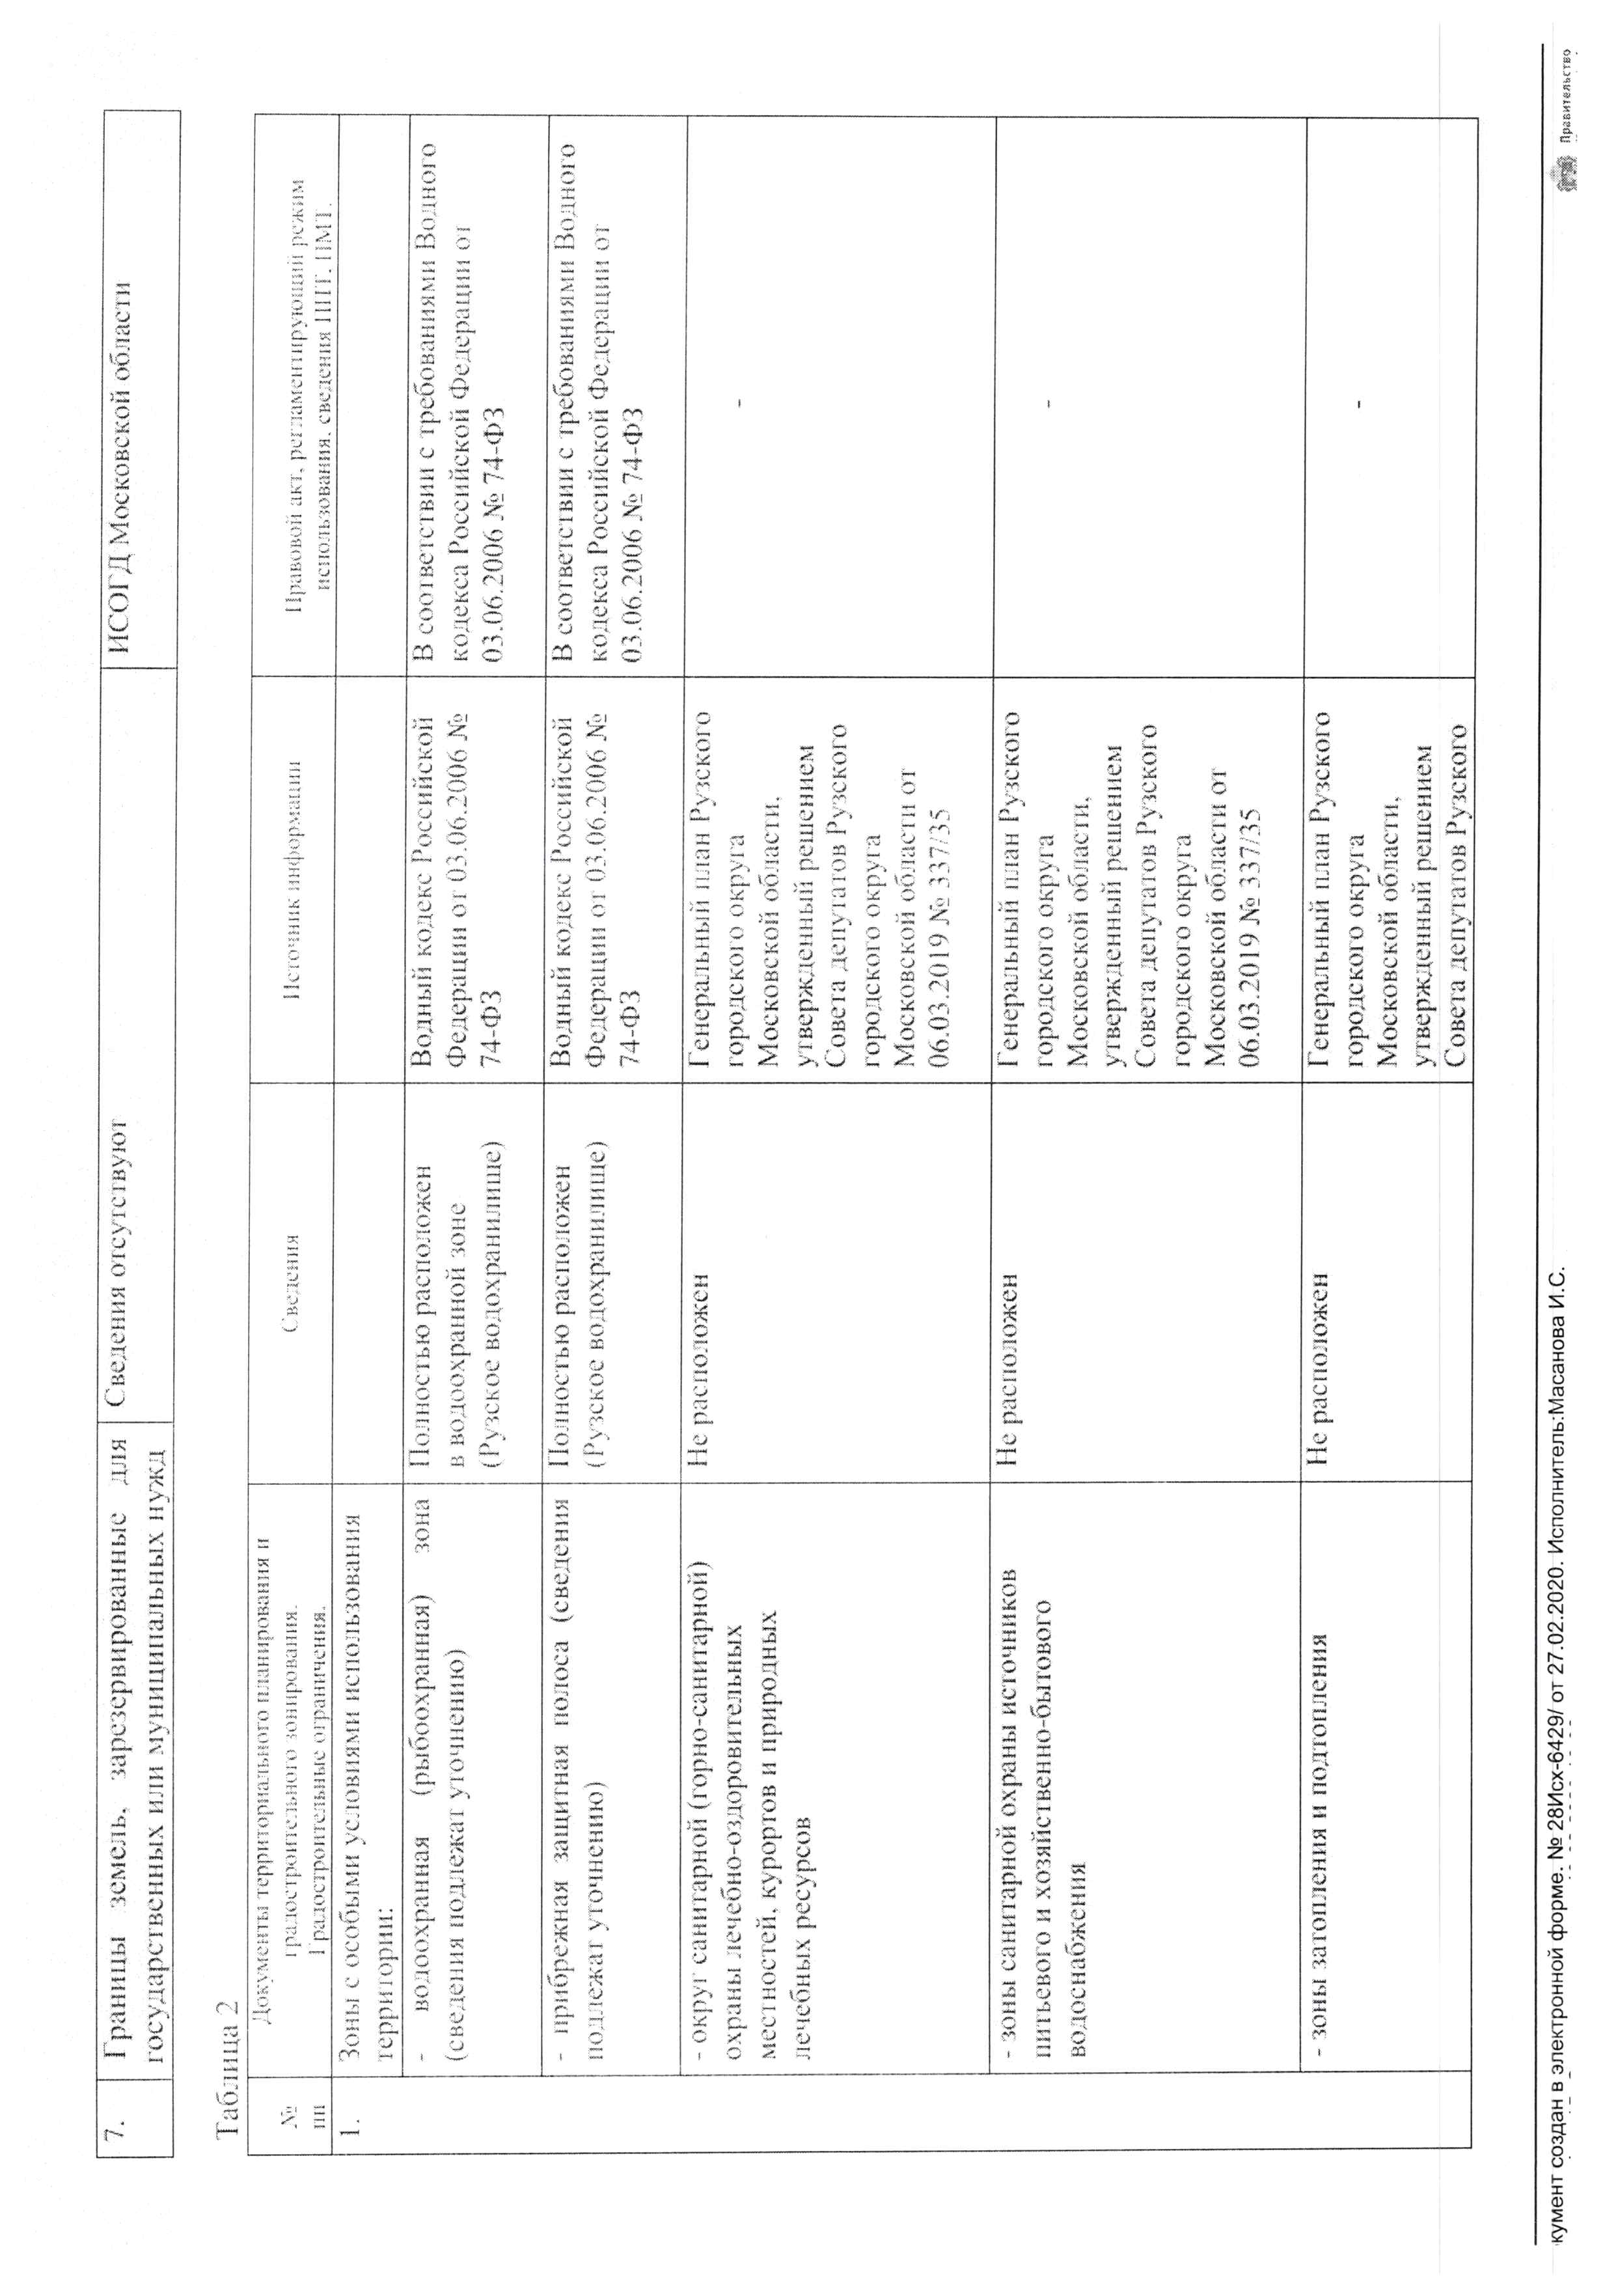 7.
Границы земель, зарезервированные для
государственных или муниципальных нужд
Сведения отсутствуют
ИСОГД Московской области
Таблица 2
№
пп
Документы территориального планирования и
градостроительного зонирования.
Градостроительные ограничения.
Сведения
Источник информации
Правовой акт, регламентирующий режим
использования, сведения ППТ, ПМТ.
1.
Зоны с особыми условиями использования
территории:
- водоохранная (рыбоохранная) зона
(сведения подлежат уточнению)
Полностью расположен
в водоохранной зоне
(Рузское водохранилище)
Водный кодекс Российской
Федерации от 03.06.2006 №
74-ФЗ
В соответствии с требованиями Водного
кодекса Российской Федерации от
03.06.2006 № 74-ФЗ
- прибрежная защитная полоса (сведения
подлежат уточнению)
Полностью расположен
(Рузское водохранилище)
Водный кодекс Российской
Федерации от 03.06.2006 №
74-ФЗ
В соответствии с требованиями Водного
кодекса Российской Федерации от
03.06.2006 № 74-ФЗ
- округ санитарной (горно-санитарной)
охраны лечебно-оздоровительных
местностей, курортов и природных
лечебных ресурсов
Не расположен
Генеральный план Рузского
городского округа
Московской области,
утвержденный решением
Совета депутатов Рузского
городского округа
Московской области от
06.03.2019 № 337/35
-
- зоны санитарной охраны источников
питьевого и хозяйственно-бытового
водоснабжения
Не расположен
Генеральный план Рузского
городского округа
Московской области,
утвержденный решением
Совета депутатов Рузского
городского округа
Московской области от
06.03.2019 № 337/35
-
- зоны затопления и подтопления
Не расположен
Генеральный план Рузского
городского округа
Московской области,
утвержденный решением
Совета депутатов Рузского
-
кумент создан в электронной форме. № 28Исх-6429/ от 27.02.2020. Исполнитель:Масанова И.С.
Правительство